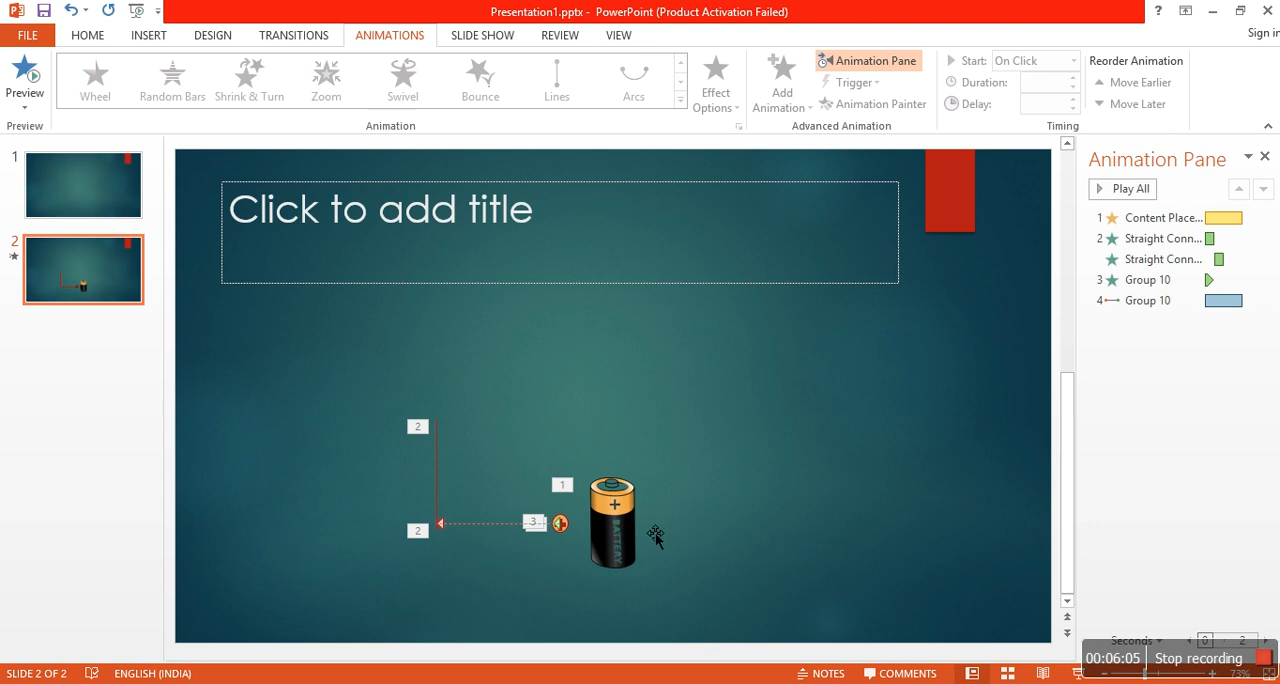 Presentation1.pptx - PowerPoint (Product Activation Failed)
?
FILE HOME INSERT DESIGN TRANSITIONS ANIMATIONS SLIDE SHOW REVIEW VIEW Sign in
Preview
Wheel Random Bars Shrink & Turn Zoom Swivel Bounce Lines Arcs
Effect Options
Add Animation
Animation Pane
Trigger
Animation Painter
Start: On Click
Duration:
Delay:
Reorder Animation
Move Earlier
Move Later
Preview Animation Advanced Animation Timing
1
2
Click to add title
2
1
2
3
+
BATTERY
Animation Pane
Play All
1 Content Place...
2 Straight Conn...
Straight Conn...
3 Group 10
4 Group 10
Seconds 0 2
00:06:05 Stop recording
SLIDE 2 OF 2 ENGLISH (INDIA) NOTES COMMENTS 73%